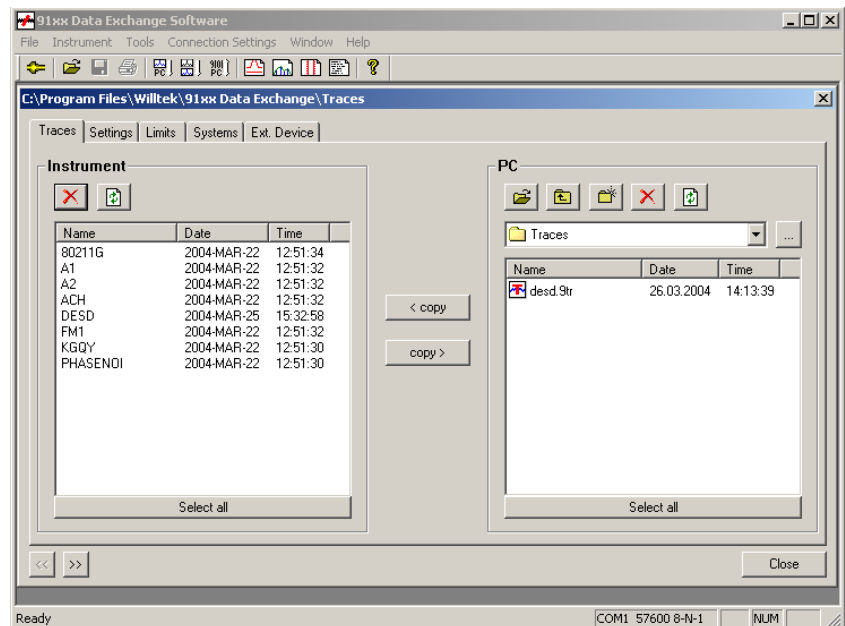 91xx Data Exchange Software
File Instrument Tools Connection Settings Window Help
C:\Program Files\Willtek\91xx Data Exchange\Traces
Traces Settings Limits Systems Ext. Device
Instrument
Name Date Time
80211G 2004-MAR-22 12:51:34
A1 2004-MAR-22 12:51:32
A2 2004-MAR-22 12:51:32
ACH 2004-MAR-22 12:51:32
DESD 2004-MAR-25 15:32:58
FM1 2004-MAR-22 12:51:32
KGQY 2004-MAR-22 12:51:30
PHASENOI 2004-MAR-22 12:51:30
Select all
< copy
copy >
PC
Traces ...
Name Date Time
desd.9tr 26.03.2004 14:13:39
Select all
<< >>
Close
Ready COM1 57600 8-N-1 NUM